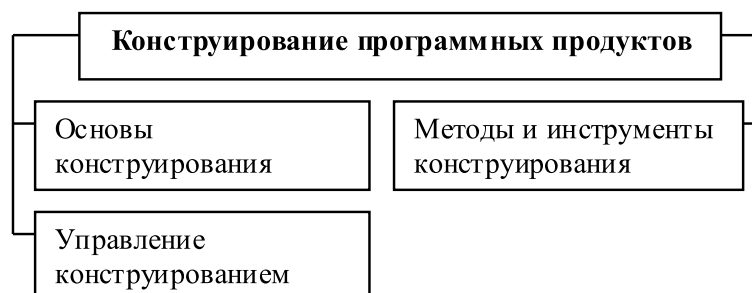 Конструирование программных продуктов
Основы
конструирования
Методы и инструменты
конструирования
Управление
конструированием